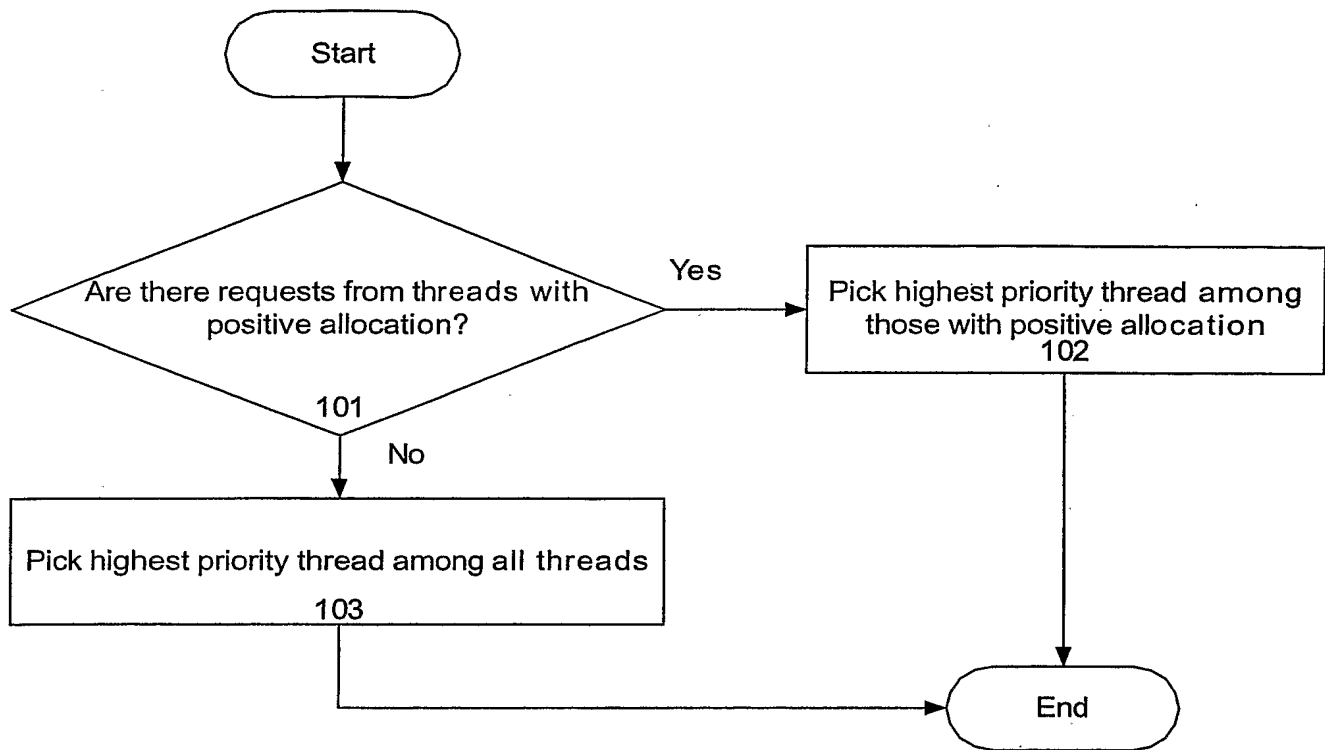 Start
Are there requests from threads with
positive allocation?
101
Yes
Pick highest priority thread among
those with positive allocation
102
No
Pick highest priority thread among all threads
103
End